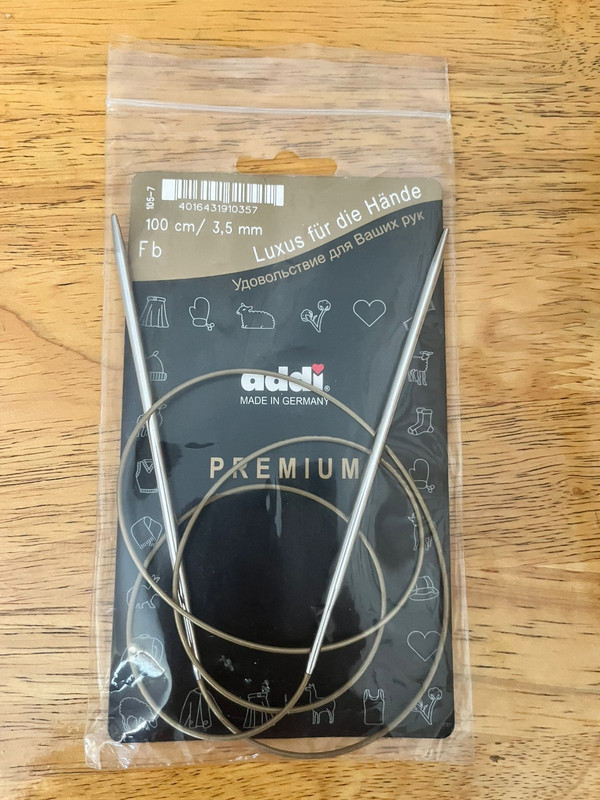 105-7
4016431910357
100 cm/ 3,5 mm
Fb
Luxus für die Hände
Удовольствие для Ваших рук
addi®
MADE IN GERMANY
PREMIUM